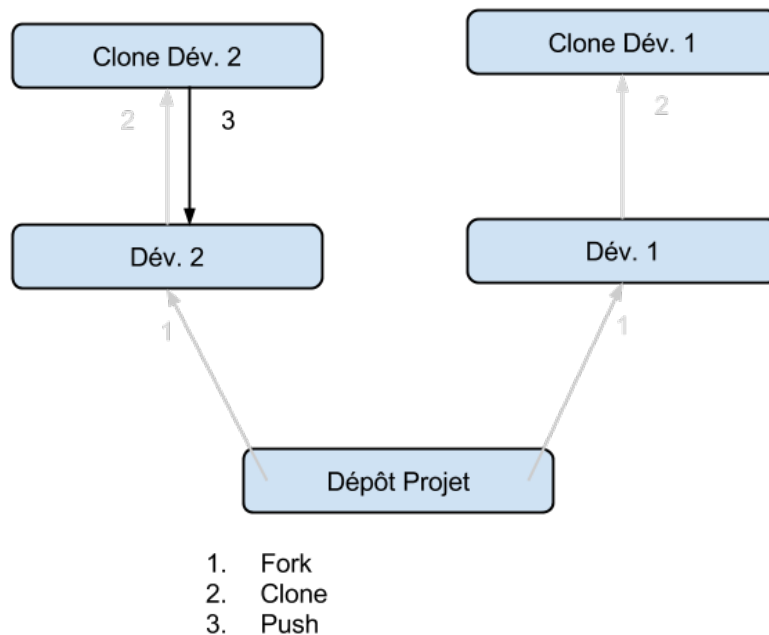 Clone Dév. 2
Clone Dév. 1
2
3
2
Dév. 2
Dév. 1
1
1
Dépôt Projet
1. Fork
2. Clone
3. Push